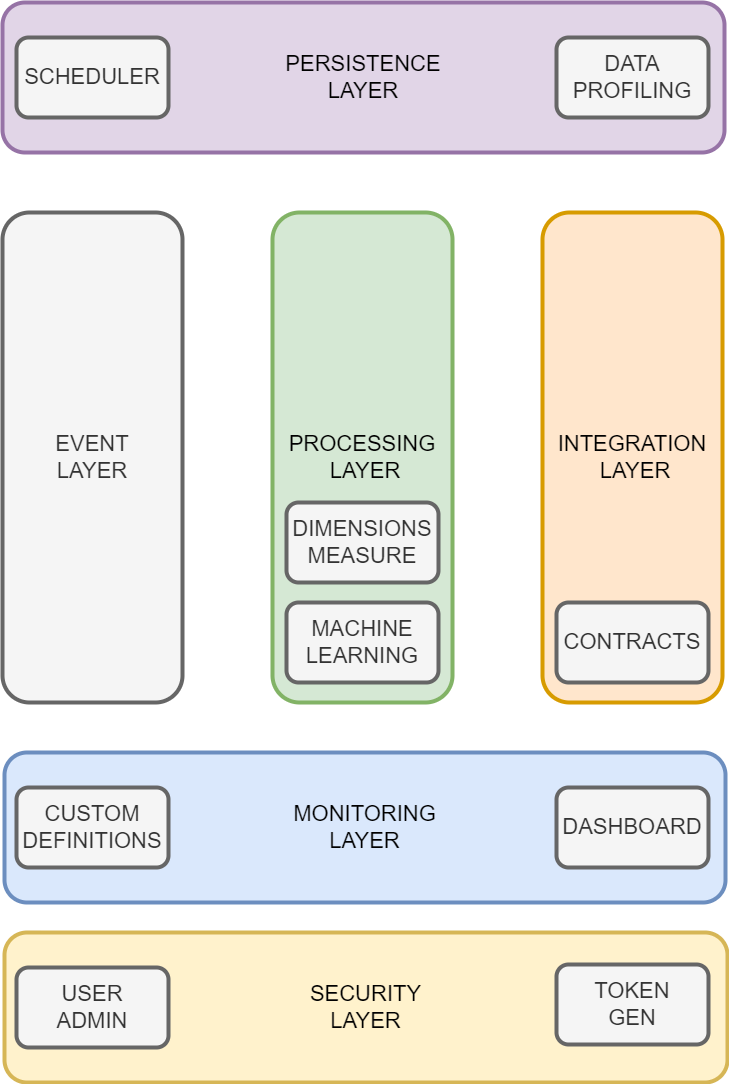 SCHEDULER
PERSISTENCE
LAYER
DATA
PROFILING
EVENT
LAYER
PROCESSING
LAYER
DIMENSIONS
MEASURE
MACHINE
LEARNING
INTEGRATION
LAYER
CONTRACTS
CUSTOM
DEFINITIONS
MONITORING
LAYER
DASHBOARD
USER
ADMIN
SECURITY
LAYER
TOKEN
GEN